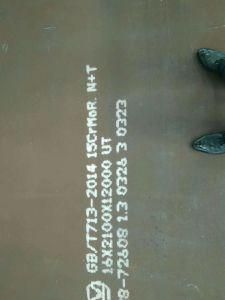 GB/T713-2014 15CrMoR. N+T
16X2100X12000 UT
8-72608 1.3 0326 3 0323